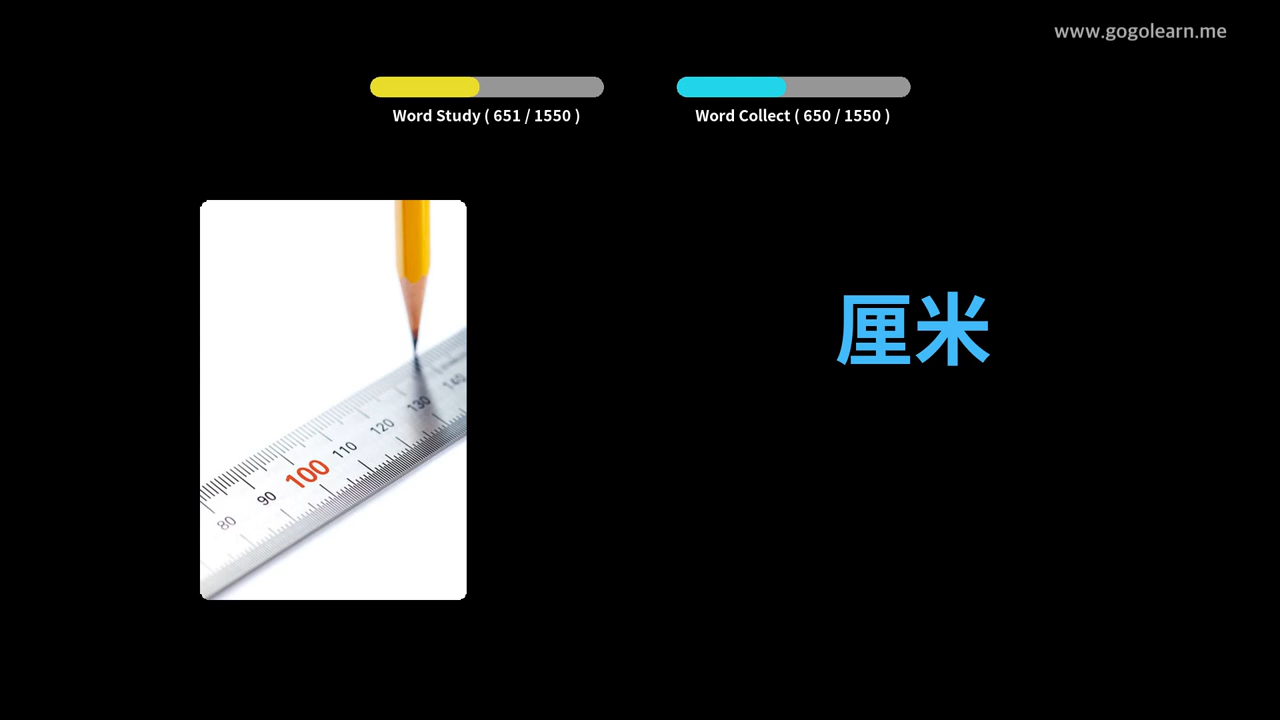 www.gogolearn.me
Word Study ( 651 / 1550 )
Word Collect ( 650 / 1550 )
厘米
80
90
100
110
120
130
140